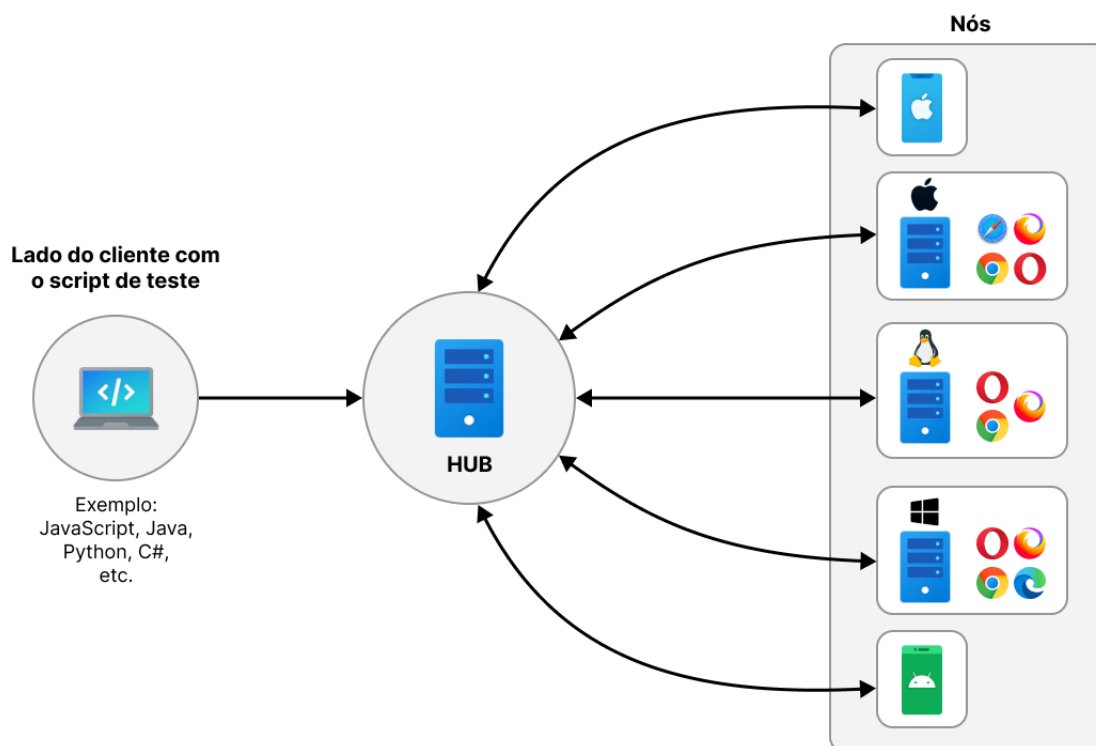 Nós
Lado do cliente com
o script de teste
</>
HUB
Exemplo:
JavaScript, Java,
Python, C#,
etc.